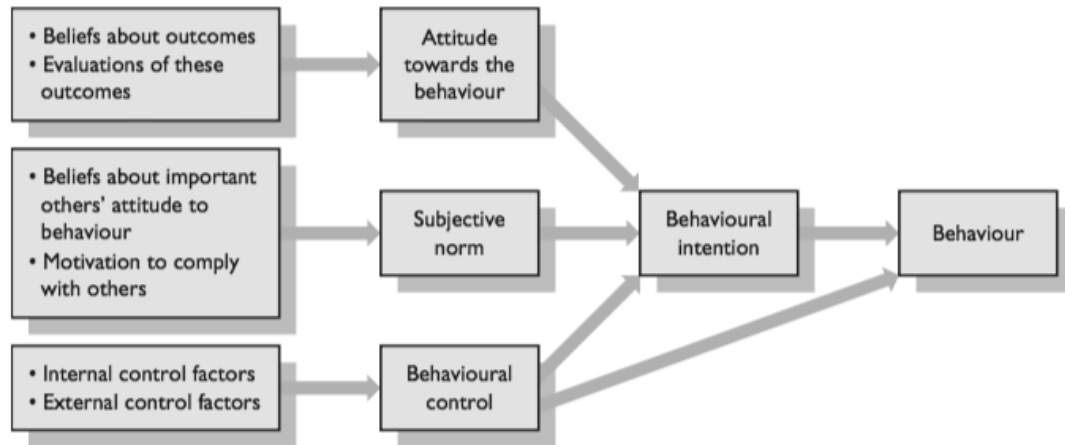 • Beliefs about outcomes
• Evaluations of these
outcomes
Attitude
towards the
behaviour
• Beliefs about important
others' attitude to
behaviour
• Motivation to comply
with others
Subjective
norm
Behavioural
intention
Behaviour
• Internal control factors
• External control factors
Behavioural
control